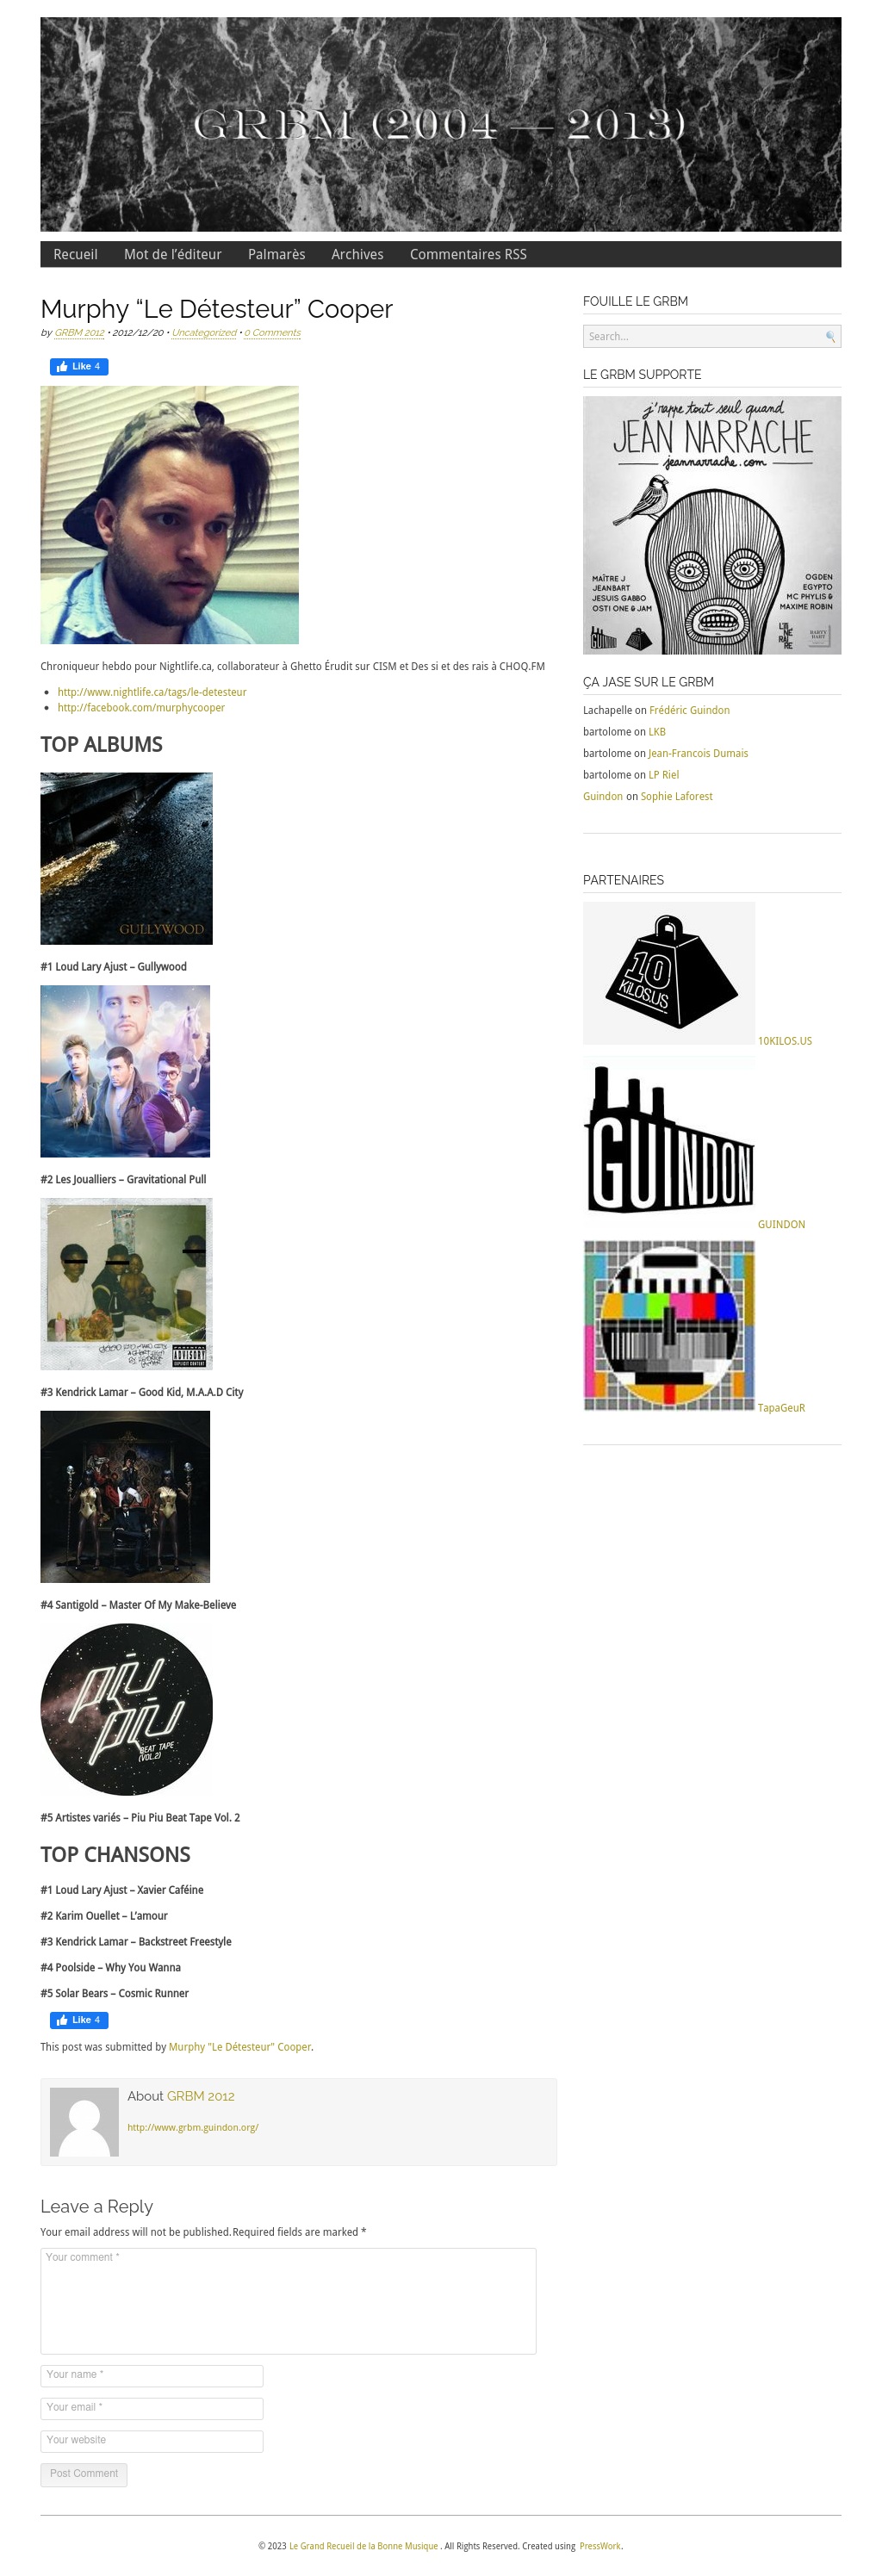 GRBM (2004 — 2013)
Recueil Mot de l’éditeur Palmarès Archives Commentaires RSS
Murphy “Le Détesteur” Cooper
by GRBM 2012 • 2012/12/20 • Uncategorized • 0 Comments
Like 4
Chroniqueur hebdo pour Nightlife.ca, collaborateur à Ghetto Érudit sur CISM et Des si et des rais à CHOQ.FM
http://www.nightlife.ca/tags/le-detesteur
http://facebook.com/murphycooper
TOP ALBUMS
GULLYWOOD
#1 Loud Lary Ajust – Gullywood
#2 Les Joualliers – Gravitational Pull
PARENTAL
ADVISORY
EXPLICIT CONTENT
#3 Kendrick Lamar – Good Kid, M.A.A.D City
#4 Santigold – Master Of My Make-Believe
PIU
PIU
BEAT TAPE
(VOL.2)
#5 Artistes variés – Piu Piu Beat Tape Vol. 2
TOP CHANSONS
#1 Loud Lary Ajust – Xavier Caféine
#2 Karim Ouellet – L’amour
#3 Kendrick Lamar – Backstreet Freestyle
#4 Poolside – Why You Wanna
#5 Solar Bears – Cosmic Runner
Like 4
This post was submitted by Murphy "Le Détesteur" Cooper.
About GRBM 2012
http://www.grbm.guindon.org/
Leave a Reply
Your email address will not be published.Required fields are marked *
Your comment *
Your name *
Your email *
Your website
Post Comment
FOUILLE LE GRBM
Search...
LE GRBM SUPPORTE
j'rappe tout seul quand
JEAN NARRACHE
jeannarrache.com
MAÎTRE J
JEANBART
JESUIS GABBO
OSTI ONE & JAM
OGDEN
EGYPTO
MC PHYLIS &
MAXIME ROBIN
ÇA JASE SUR LE GRBM
Lachapelle on Frédéric Guindon
bartolome on LKB
bartolome on Jean-Francois Dumais
bartolome on LP Riel
Guindon on Sophie Laforest
PARTENAIRES
10
KILOS.US
10KILOS.US
GUINDON
GUINDON
TapaGeuR
© 2023 Le Grand Recueil de la Bonne Musique . All Rights Reserved. Created using PressWork.